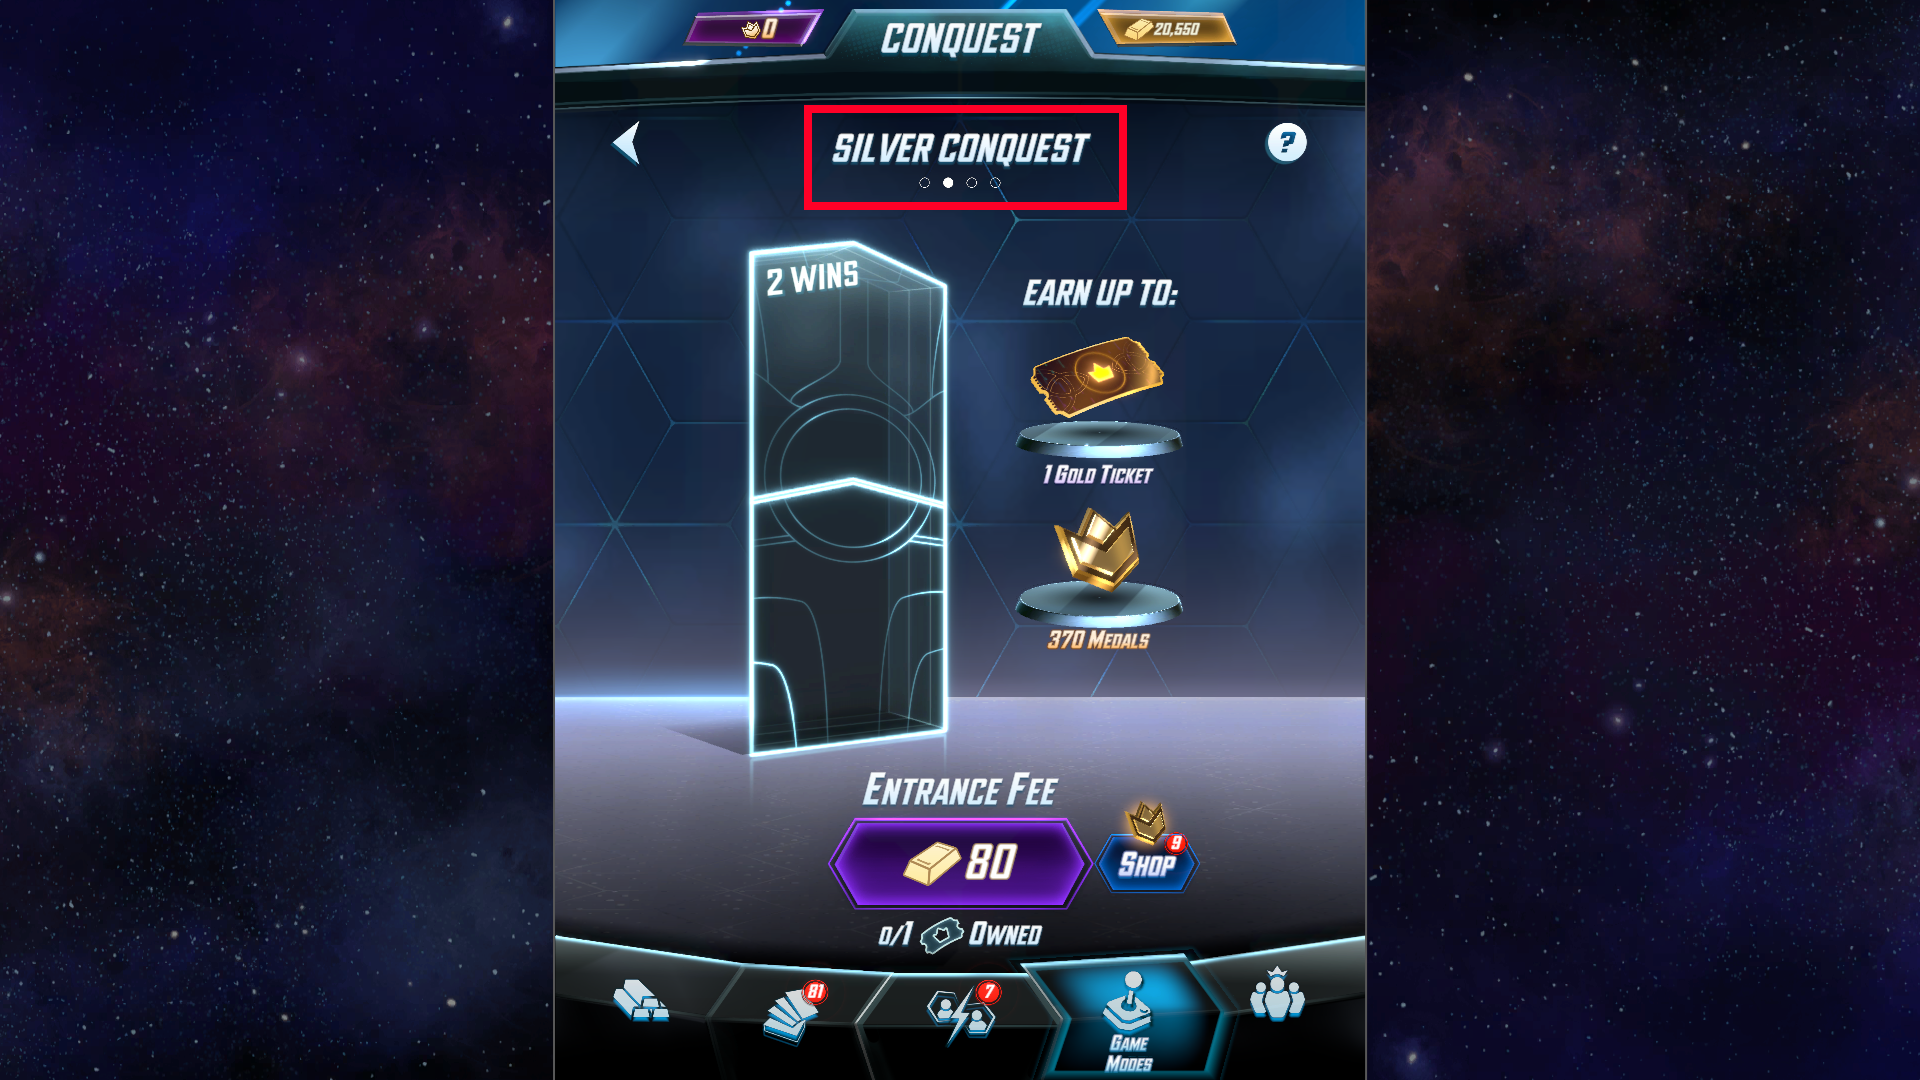 0
CONQUEST
20,550
SILVER CONQUEST
?
2 WINS
EARN UP TO:
1 GOLD TICKET
370 MEDALS
ENTRANCE FEE
80
9
SHOP
0/1 OWNED
81
7
GAME
MODES